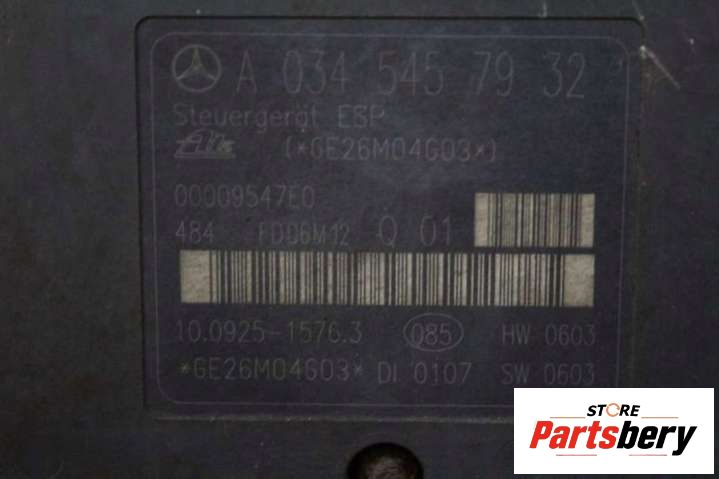 A 034 545 79 32
Steuergerät ESP
Ate (*GE26M04G03*)
00009547E0
484 FDD6M12 Q 01
10.0925-1576.3 085 HW 0603
*GE26M04G03* DI 0107 SW 0603
STORE
Partsbery